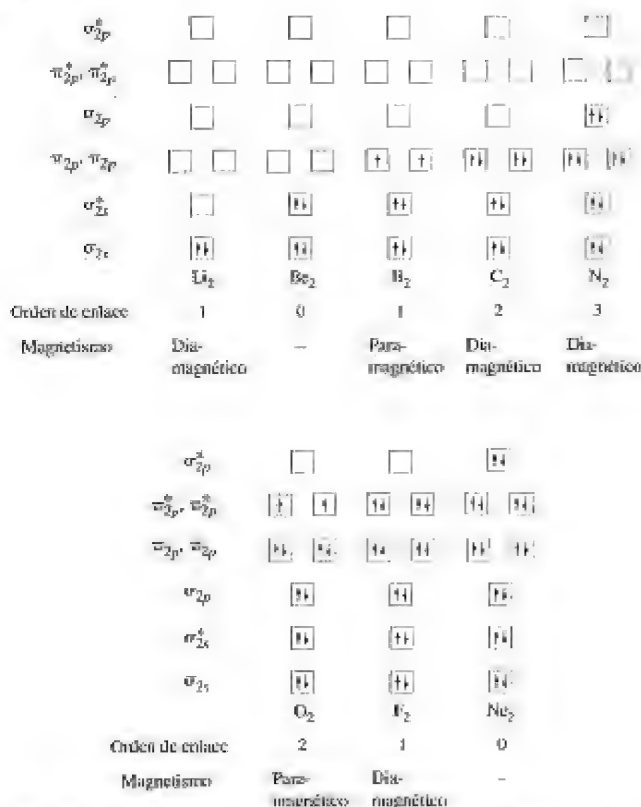 σ*2p
π*2p, π*2p
σ2p
π2p, π2p
σ*2s
σ2s
Li2 Be2 B2 C2 N2
Orden de enlace 1 0 1 2 3
Magnetismo Dia- – Para- Dia- Dia-
magnético magnético magnético magnético
σ*2p
π*2p, π*2p
π2p, π2p
σ2p
σ*2s
σ2s
O2 F2 Ne2
Orden de enlace 2 1 0
Magnetismo Para- Dia- –
magnético magnético